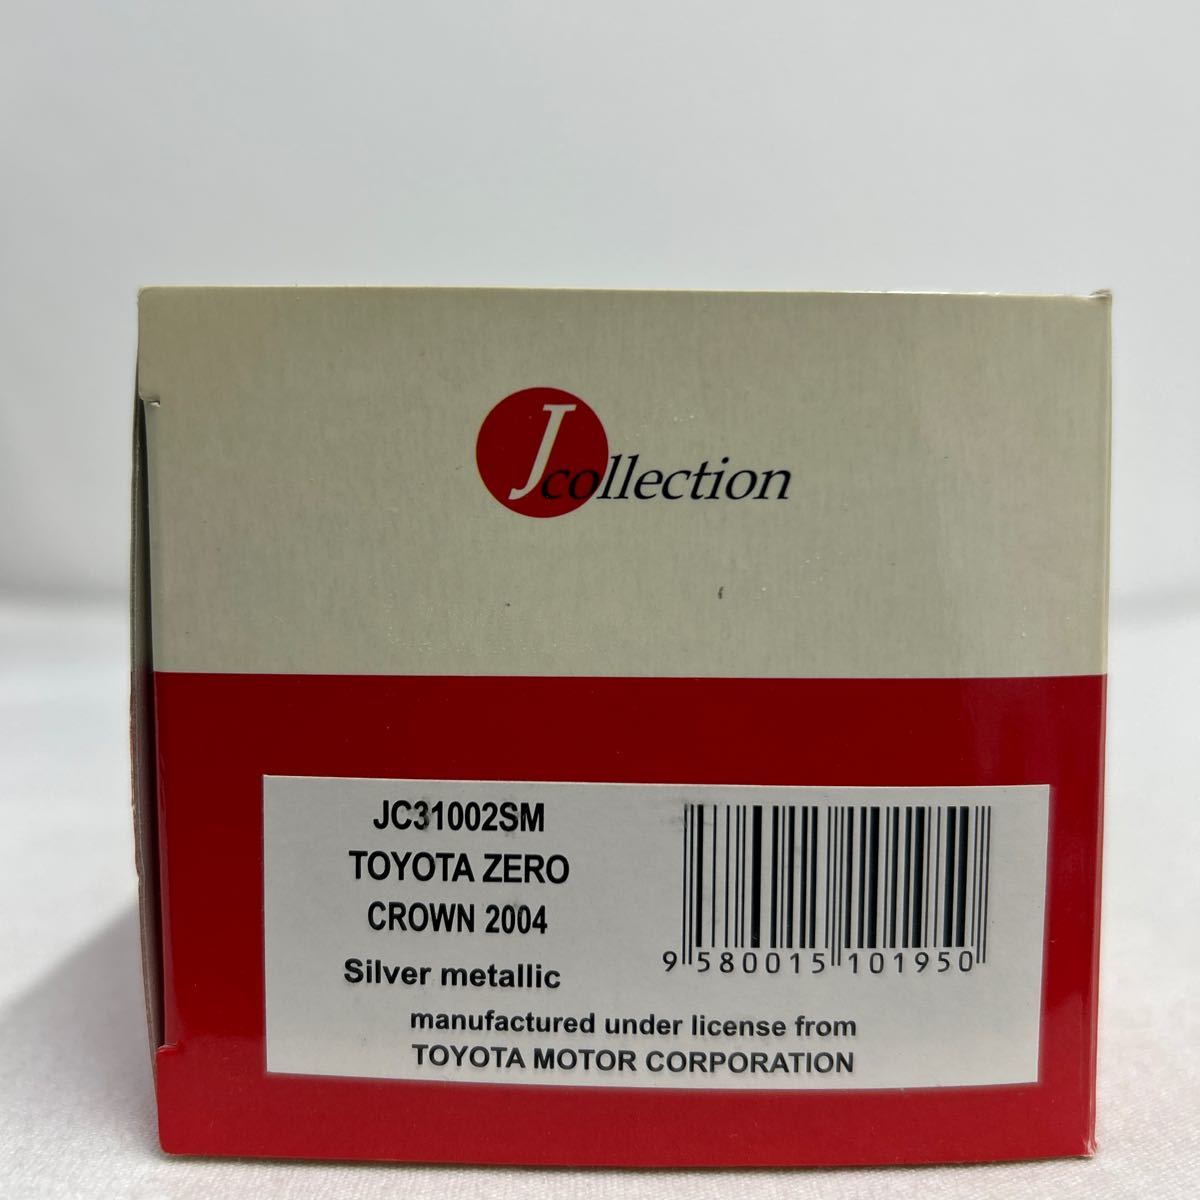 Jcollection
JC31002SM
TOYOTA ZERO
CROWN 2004
Silver metallic
9 580015 101950
manufactured under license from
TOYOTA MOTOR CORPORATION